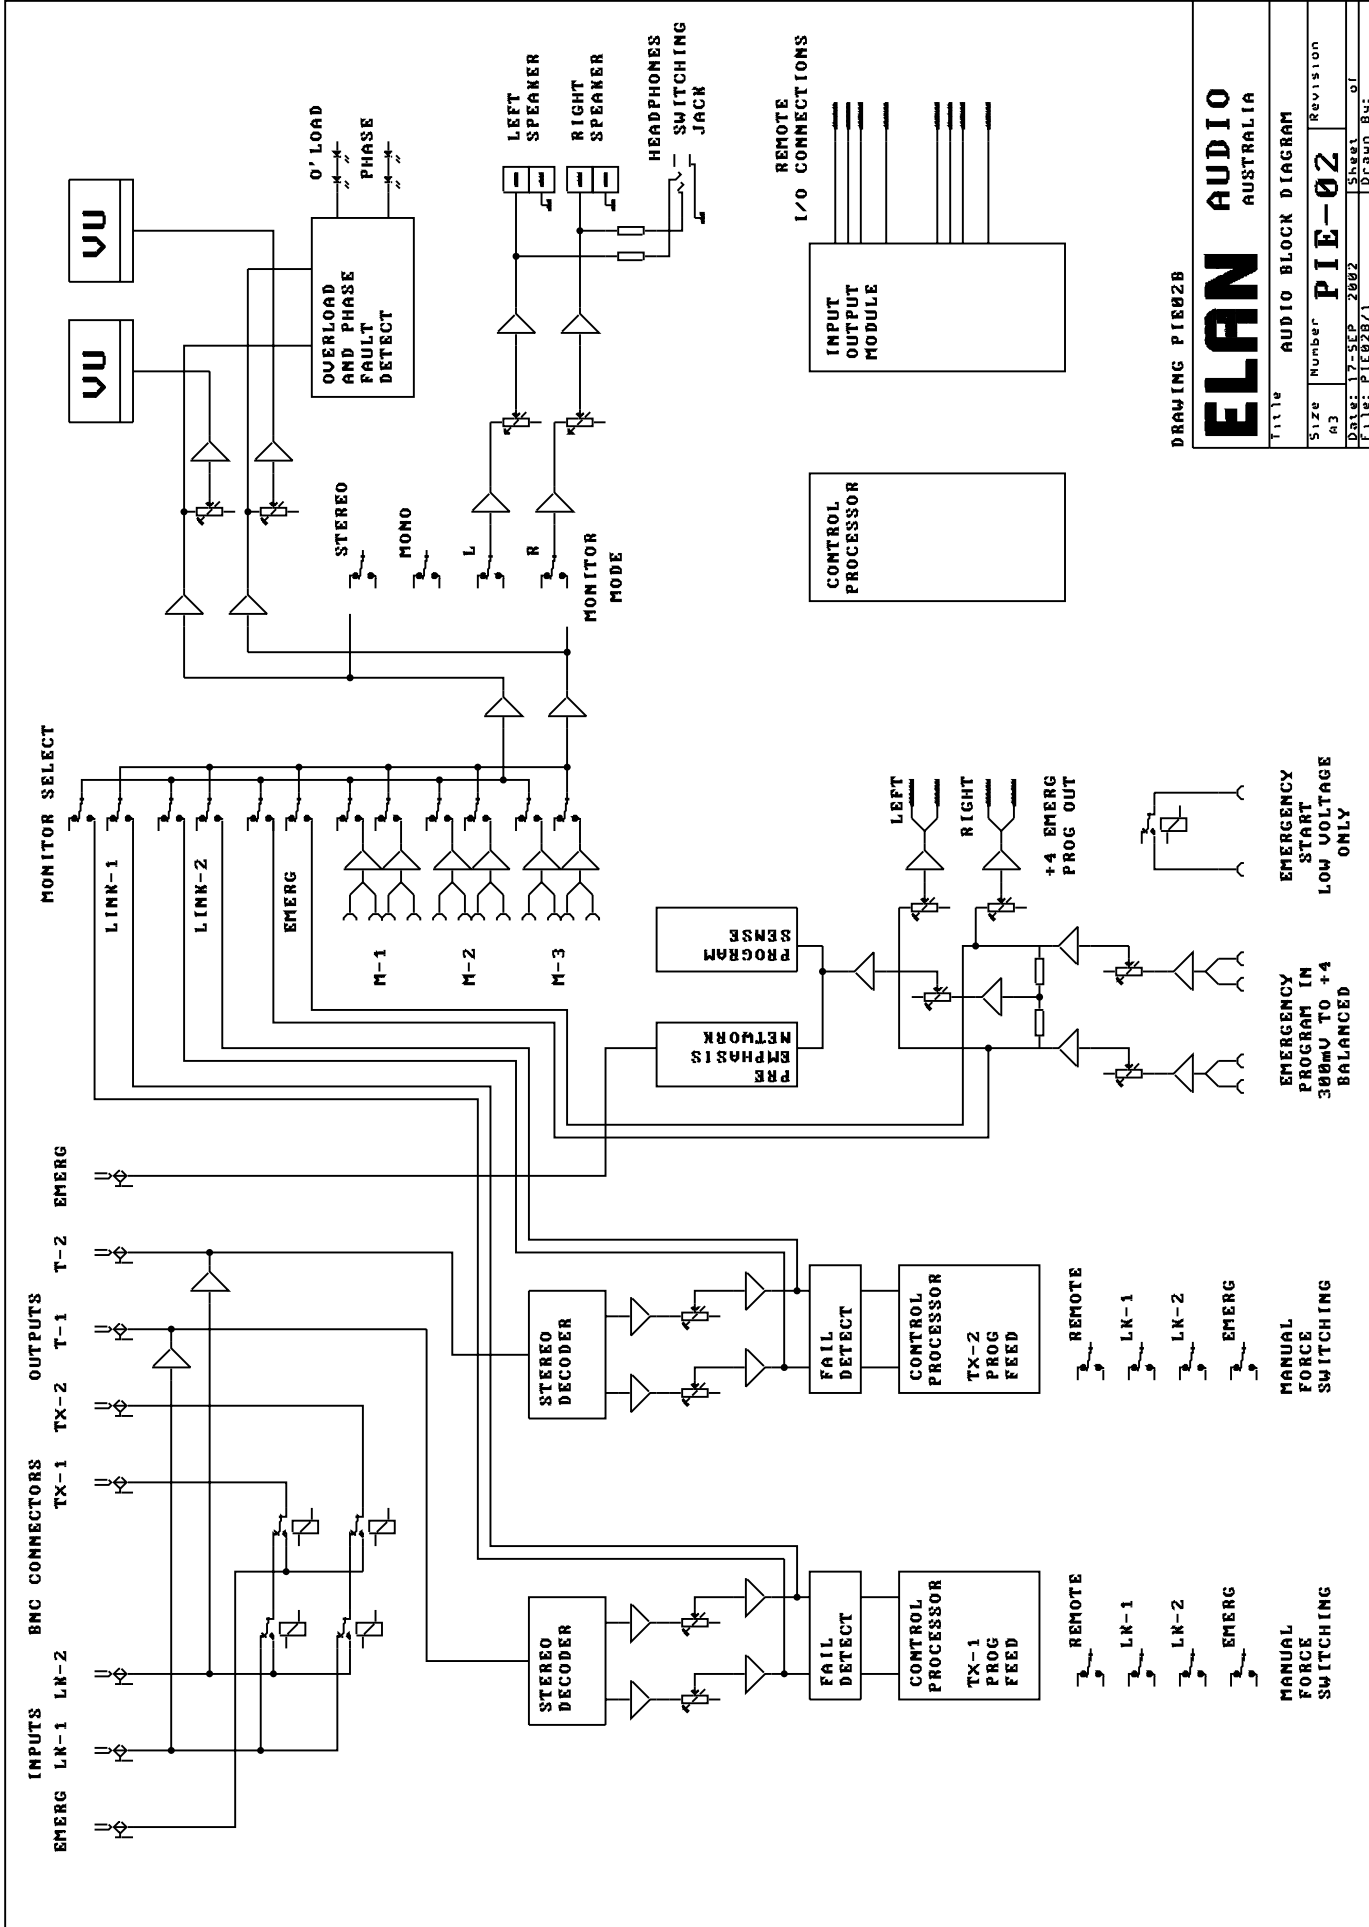 BNC CONNECTORS
INPUTS
OUTPUTS
EMERG
LK-1
LK-2
TX-1
TX-2
T-1
T-2
EMERG
MONITOR SELECT
LINK-1
LINK-2
EMERG
M-1
M-2
M-3
VU
VU
OVERLOAD
AND PHASE
FAULT
DETECT
O'LOAD
PHASE
STEREO
MONO
L
R
MONITOR
MODE
LEFT
SPEAKER
RIGHT
SPEAKER
HEADPHONES
SWITCHING
JACK
REMOTE
I/O CONNECTIONS
INPUT
OUTPUT
MODULE
CONTROL
PROCESSOR
STEREO
DECODER
FAIL
DETECT
CONTROL
PROCESSOR
TX-1
PROG
FEED
REMOTE
LK-1
LK-2
EMERG
MANUAL
FORCE
SWITCHING
STEREO
DECODER
FAIL
DETECT
CONTROL
PROCESSOR
TX-2
PROG
FEED
REMOTE
LK-1
LK-2
EMERG
MANUAL
FORCE
SWITCHING
PRE
EMPHASIS
NETWORK
PROGRAM
SENSE
LEFT
RIGHT
+4 EMERG
PROG OUT
EMERGENCY
PROGRAM IN
300mV TO +4
BALANCED
EMERGENCY
START
LOW VOLTAGE
ONLY
DRAWING PIE02B
ELAN AUDIO
AUSTRALIA
Title
AUDIO BLOCK DIAGRAM
Size
A3
Number
PIE-02
Revision
Date: 17-SEP 2002
Sheet of
File: PIE02B/1
Drawn By: